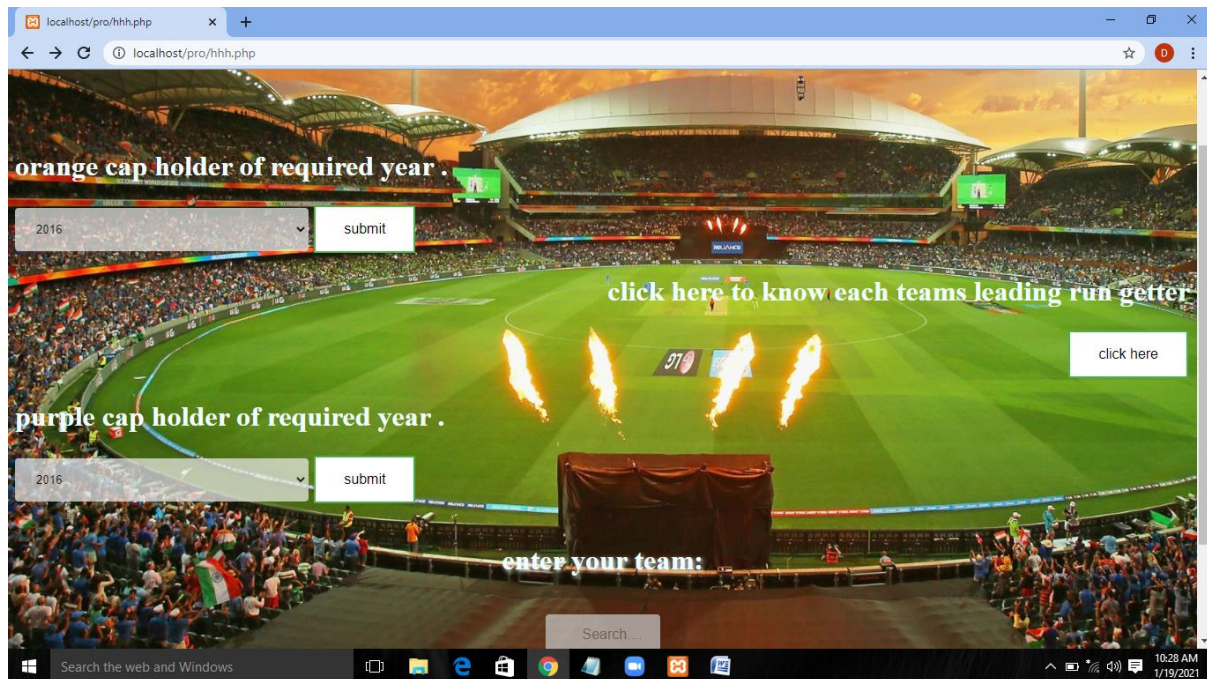 localhost/pro/hhh.php
localhost/pro/hhh.php
D
orange cap holder of required year .
2016
submit
RELIANCE
click here to know each teams leading run getter
click here
LG
purple cap holder of required year .
2016
submit
enter your team:
Search....
Search the web and Windows
10:28 AM
1/19/2021